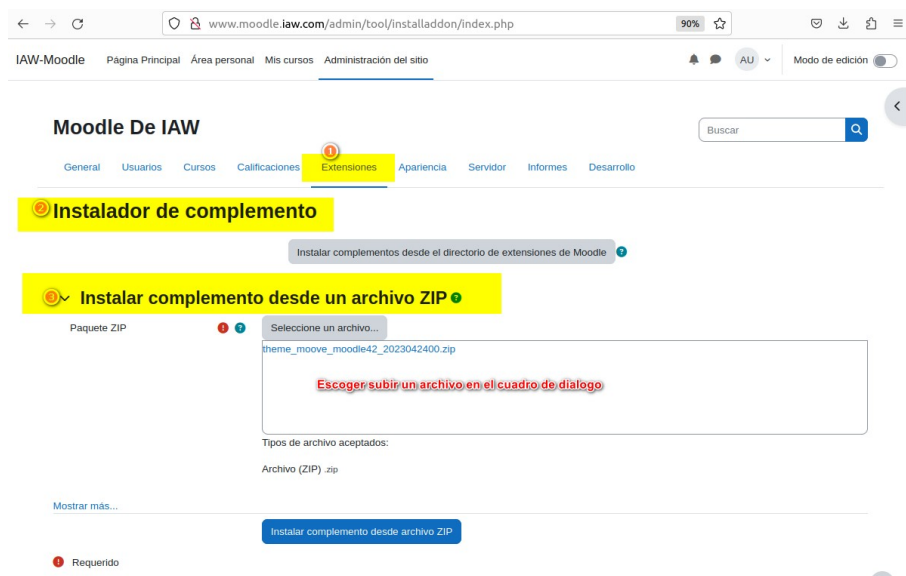 www.moodle.iaw.com/admin/tool/installaddon/index.php 90%
IAW-Moodle Página Principal Área personal Mis cursos Administración del sitio AU Modo de edición
Moodle De IAW
Buscar
1
General Usuarios Cursos Calificaciones Extensiones Apariencia Servidor Informes Desarrollo
2 Instalador de complemento
Instalar complementos desde el directorio de extensiones de Moodle ?
3 Instalar complemento desde un archivo ZIP ?
Paquete ZIP ! ? Seleccione un archivo...
theme_moove_moodle42_2023042400.zip
Escoger subir un archivo en el cuadro de dialogo
Tipos de archivo aceptados:
Archivo (ZIP) .zip
Mostrar más...
Instalar complemento desde archivo ZIP
! Requerido